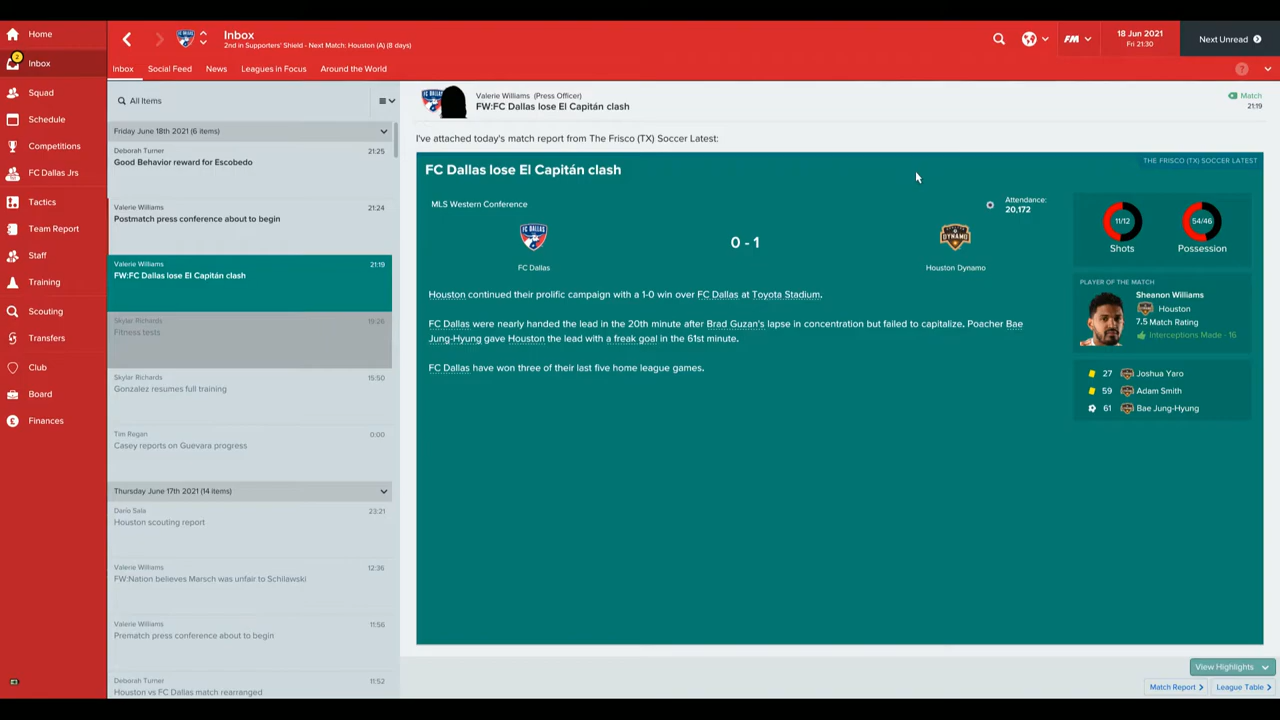 Home
Inbox
2
Squad
Schedule
Competitions
FC Dallas Jrs
Tactics
Team Report
Staff
Training
Scouting
Transfers
Club
Board
Finances
Inbox
2nd in Supporters' Shield - Next Match: Houston (A) (8 days)
FM
18 Jun 2021
Fri 21:30
Next Unread
Inbox Social Feed News Leagues in Focus Around the World
?
All Items
Friday June 18th 2021 (6 items)
Deborah Turner 21:25
Good Behavior reward for Escobedo
Valerie Williams 21:24
Postmatch press conference about to begin
Valerie Williams 21:19
FW:FC Dallas lose El Capitán clash
Skylar Richards 19:26
Fitness tests
Skylar Richards 15:50
Gonzalez resumes full training
Tim Regan 0:00
Casey reports on Guevara progress
Thursday June 17th 2021 (14 items)
Dario Sala 23:21
Houston scouting report
Valerie Williams 12:36
FW:Nation believes Marsch was unfair to Schilawski
Valerie Williams 11:56
Prematch press conference about to begin
Deborah Turner 11:52
Houston vs FC Dallas match rearranged
Valerie Williams (Press Officer)
FW:FC Dallas lose El Capitán clash
Match
21:19
I've attached today's match report from The Frisco (TX) Soccer Latest:
THE FRISCO (TX) SOCCER LATEST
FC Dallas lose El Capitán clash
MLS Western Conference
Attendance:
20,172
FC DALLAS
DYNAMO
0 - 1
FC Dallas Houston Dynamo
Houston continued their prolific campaign with a 1-0 win over FC Dallas at Toyota Stadium.
FC Dallas were nearly handed the lead in the 20th minute after Brad Guzan's lapse in concentration but failed to capitalize. Poacher Bae
Jung-Hyung gave Houston the lead with a freak goal in the 61st minute.
FC Dallas have won three of their last five home league games.
11/12 54/46
Shots Possession
PLAYER OF THE MATCH
Sheanon Williams
Houston
7.5 Match Rating
Interceptions Made - 16
27 Joshua Yaro
59 Adam Smith
61 Bae Jung-Hyung
View Highlights
Match Report League Table